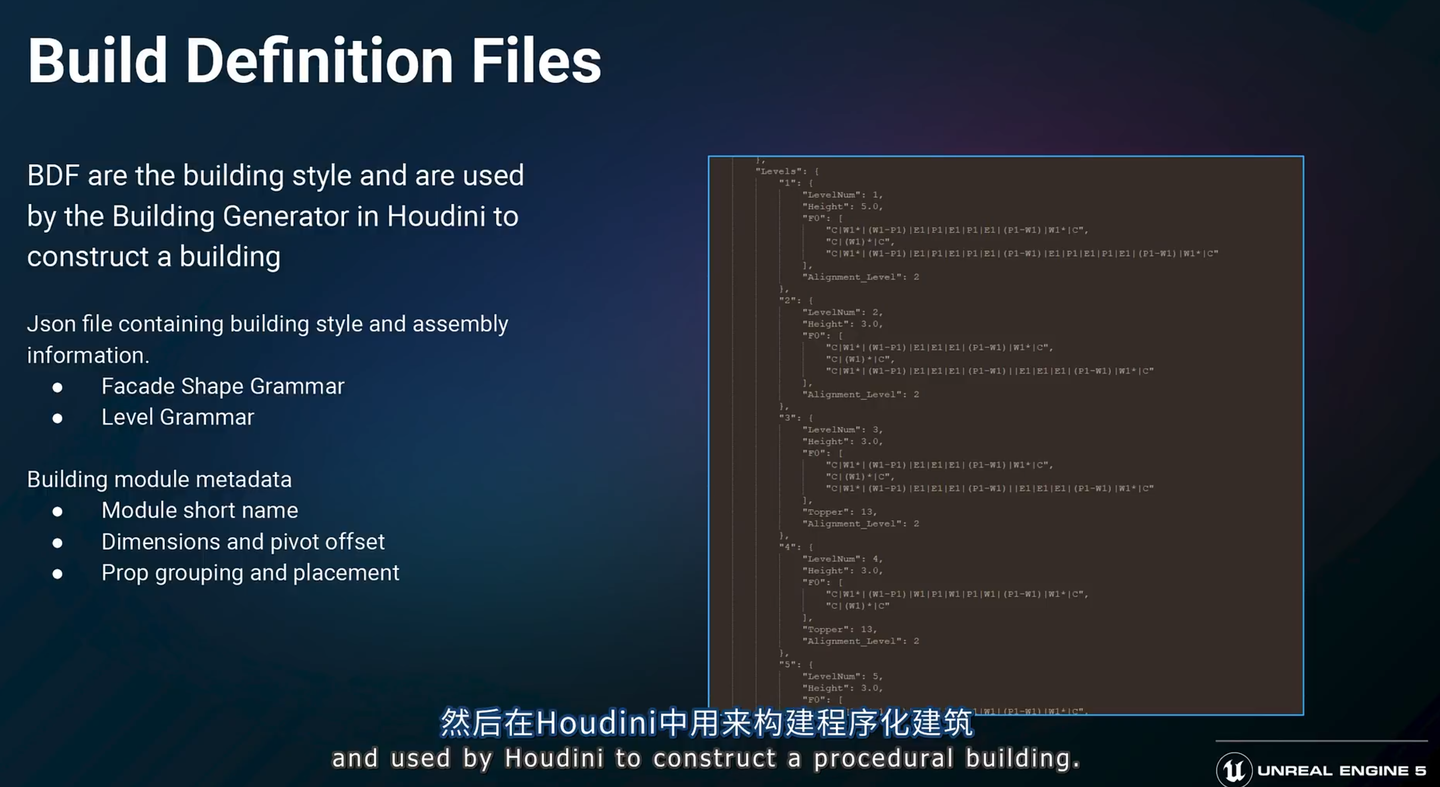 Build Definition Files
BDF are the building style and are used
by the Building Generator in Houdini to
construct a building
Json file containing building style and assembly
information.
● Facade Shape Grammar
● Level Grammar
Building module metadata
● Module short name
● Dimensions and pivot offset
● Prop grouping and placement
},
"Levels": {
"1": {
"LevelNum": 1,
"Height": 5.0,
"F0": [
"C|W1*|(W1-P1)|E1|P1|E1|P1|E1|(P1-W1)|W1*|C",
"C|(W1)*|C",
"C|W1*|(W1-P1)|E1|P1|E1|P1|E1|(P1-W1)|E1|P1|E1|P1|E1|(P1-W1)|W1*|C"
],
"Alignment_Level": 2
},
"2": {
"LevelNum": 2,
"Height": 3.0,
"F0": [
"C|W1*|(W1-P1)|E1|E1|E1|(P1-W1)|W1*|C",
"C|(W1)*|C",
"C|W1*|(W1-P1)|E1|E1|E1|(P1-W1)||E1|E1|E1|(P1-W1)|W1*|C"
],
"Alignment_Level": 2
},
"3": {
"LevelNum": 3,
"Height": 3.0,
"F0": [
"C|W1*|(W1-P1)|E1|E1|E1|(P1-W1)|W1*|C",
"C|(W1)*|C",
"C|W1*|(W1-P1)|E1|E1|E1|(P1-W1)||E1|E1|E1|(P1-W1)|W1*|C"
],
"Topper": 13,
"Alignment_Level": 2
},
"4": {
"LevelNum": 4,
"Height": 3.0,
"F0": [
"C|W1*|(W1-P1)|W1|P1|W1|P1|W1|(P1-W1)|W1*|C",
"C|(W1)*|C"
],
"Topper": 13,
"Alignment_Level": 2
},
"5": {
"LevelNum": 5,
"Height": 3.0,
"F0": [
然后在Houdini中用来构建程序化建筑
and used by Houdini to construct a procedural building.
UNREAL ENGINE 5